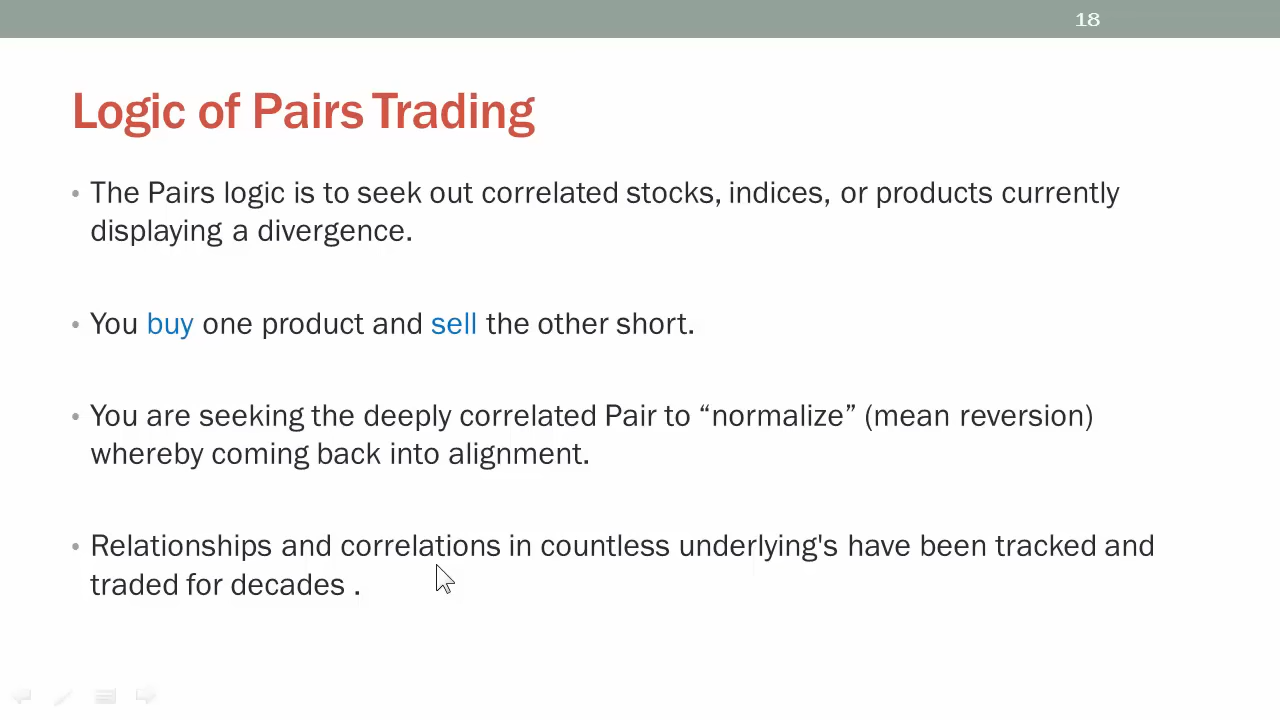 18
Logic of Pairs Trading
• The Pairs logic is to seek out correlated stocks, indices, or products currently
displaying a divergence.
• You buy one product and sell the other short.
• You are seeking the deeply correlated Pair to “normalize” (mean reversion)
whereby coming back into alignment.
• Relationships and correlations in countless underlying's have been tracked and
traded for decades .